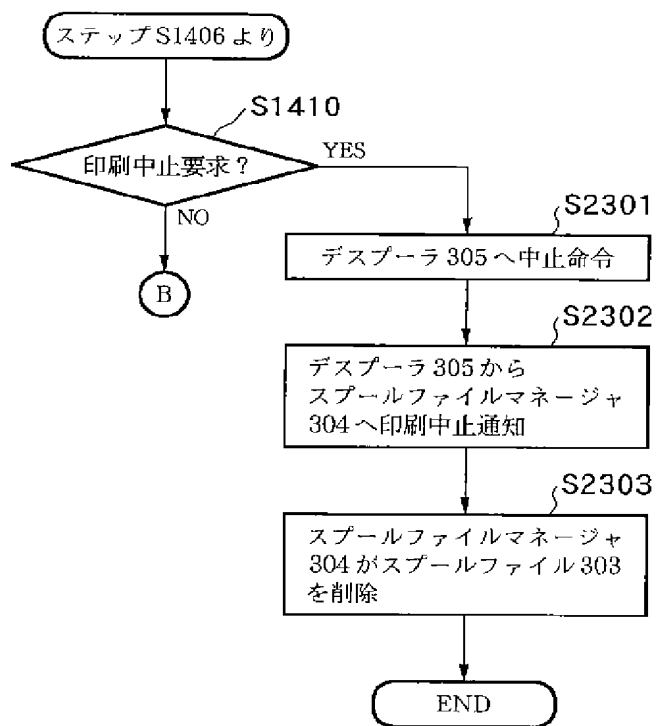 ステップS1406より
S1410
印刷中止要求?
YES
NO
B
S2301
デスプーラ305へ中止命令
S2302
デスプーラ305から
スプールファイルマネージャ
304へ印刷中止通知
S2303
スプールファイルマネージャ
304がスプールファイル303
を削除
END